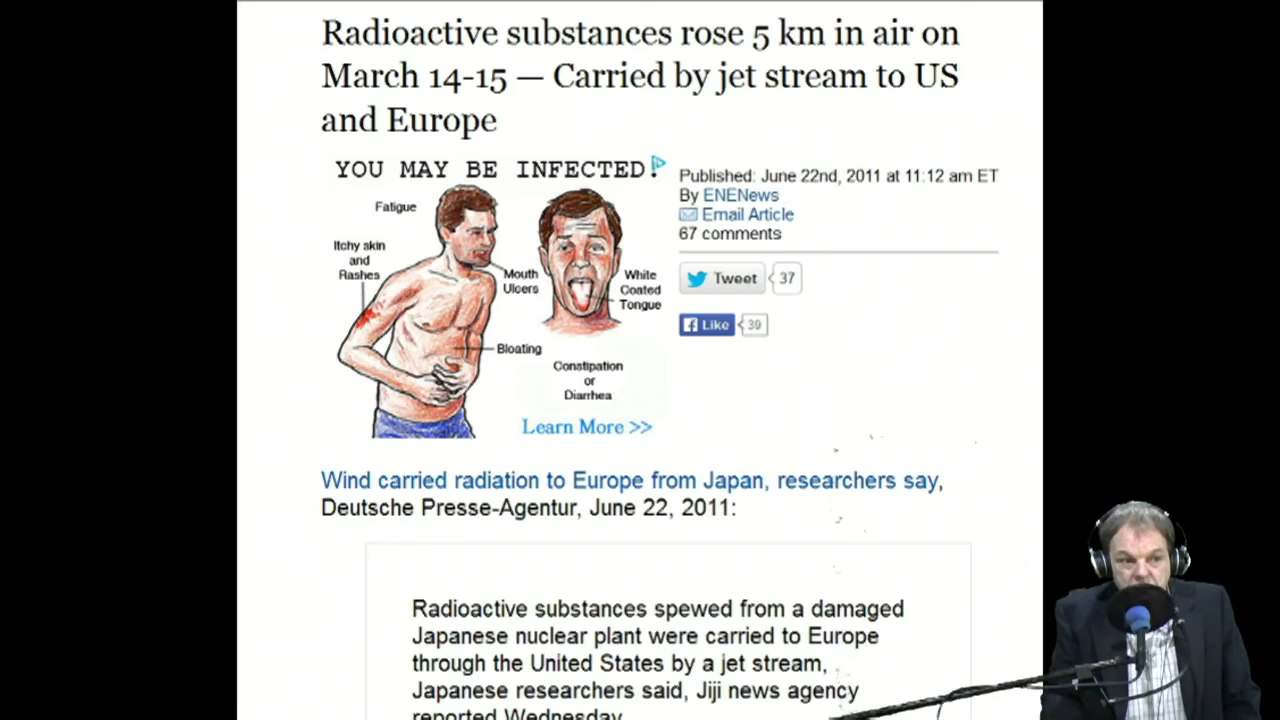 Radioactive substances rose 5 km in air on
March 14-15 — Carried by jet stream to US
and Europe
YOU MAY BE INFECTED!
Fatigue
Itchy skin
and
Rashes
Mouth
Ulcers
White
Coated
Tongue
Bloating
Constipation
or
Diarrhea
Learn More >>
Published: June 22nd, 2011 at 11:12 am ET
By ENENews
Email Article
67 comments
Tweet 37
Like 39
Wind carried radiation to Europe from Japan, researchers say,
Deutsche Presse-Agentur, June 22, 2011:
Radioactive substances spewed from a damaged
Japanese nuclear plant were carried to Europe
through the United States by a jet stream,
Japanese researchers said, Jiji news agency
reported Wednesday